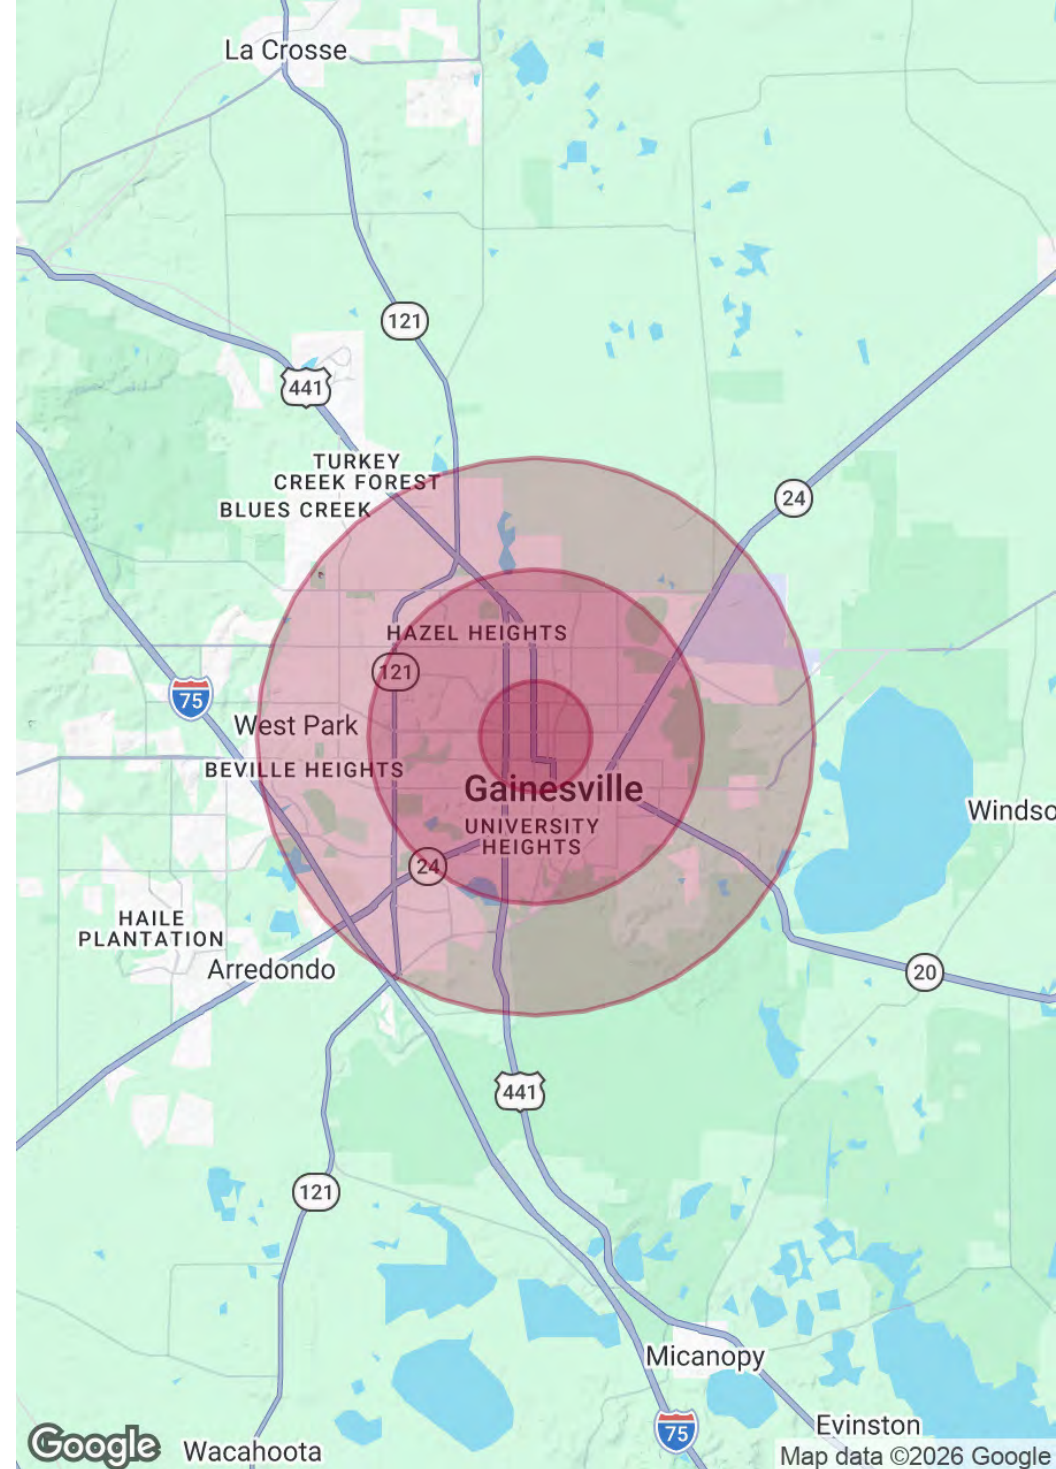 La Crosse
121
441
TURKEY
CREEK FOREST
BLUES CREEK
24
HAZEL HEIGHTS
121
75
West Park
BEVILLE HEIGHTS
Gainesville
Windso
UNIVERSITY
HEIGHTS
24
HAILE
PLANTATION
Arredondo
20
441
121
Micanopy
Evinston
75
Google
Wacahoota
Map data ©2026 Google